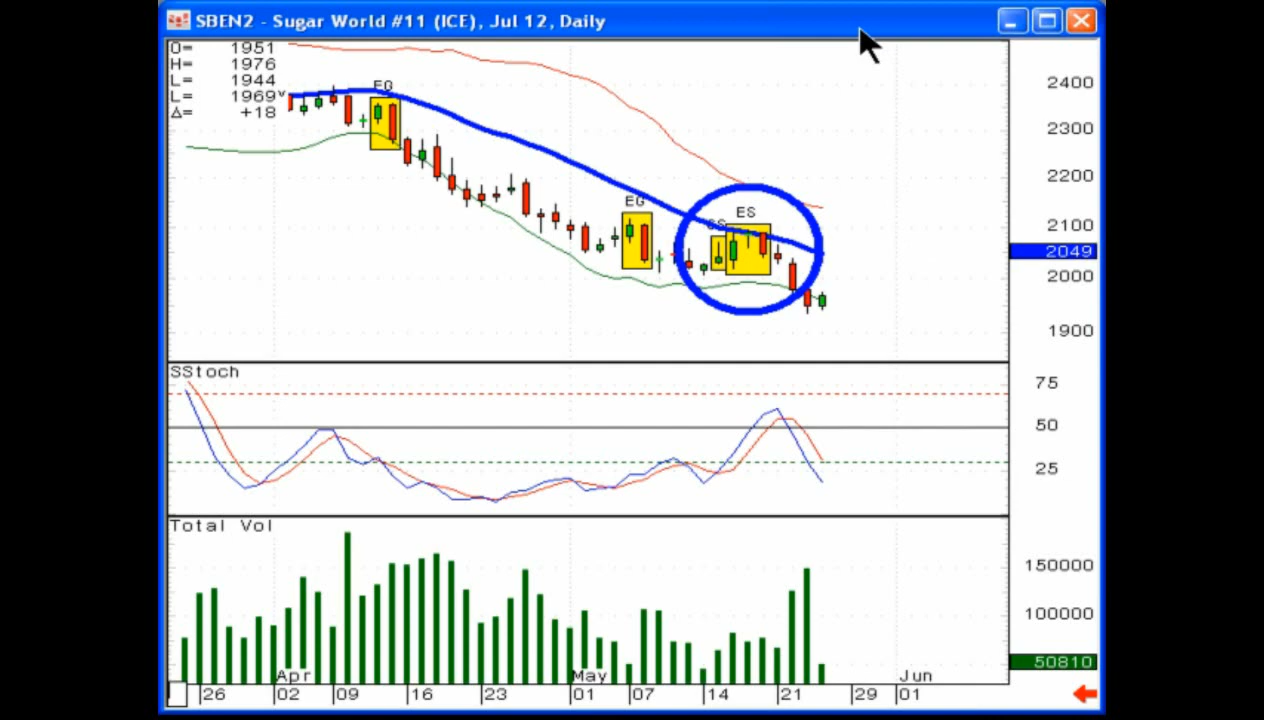 SBEN2 - Sugar World #11 (ICE), Jul 12, Daily
O= 1951
H= 1976
L= 1944
L= 1969v
Δ= +18
EG
EG
ES
2400
2300
2200
2100
2049
2000
1900
SStoch
75
50
25
Total Vol
150000
100000
50810
Apr May Jun
26 02 09 16 23 01 07 14 21 29 01